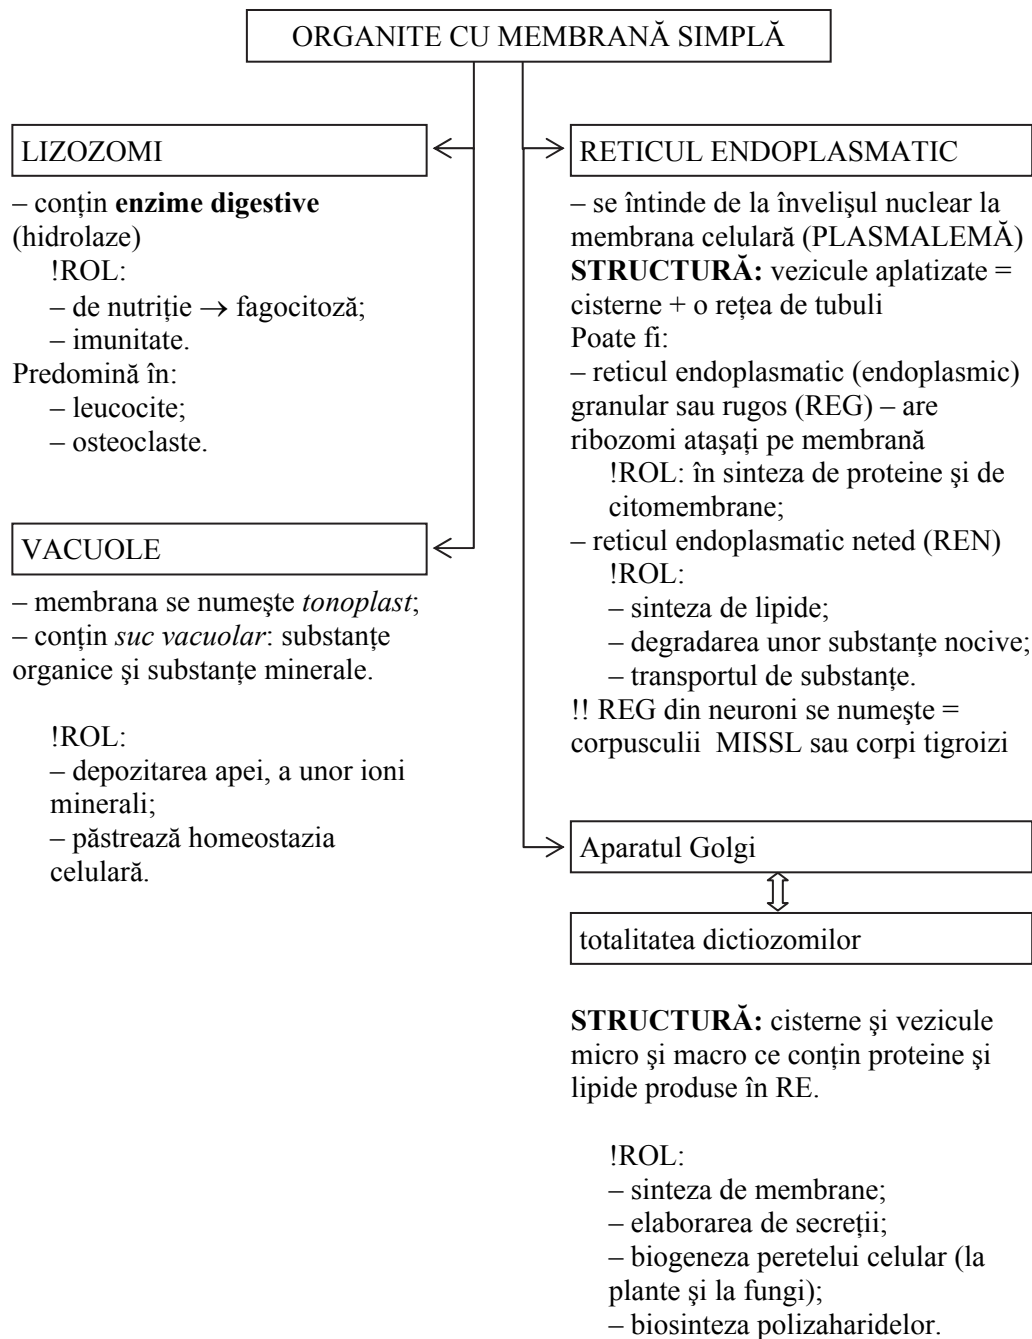 ORGANITE CU MEMBRANĂ SIMPLĂ
LIZOZOMI
– conțin enzime digestive
(hidrolaze)
!ROL:
– de nutriție → fagocitoză;
– imunitate.
Predomină în:
– leucocite;
– osteoclaste.
VACUOLE
– membrana se numeşte tonoplast;
– conțin suc vacuolar: substanțe
organice şi substanțe minerale.
!ROL:
– depozitarea apei, a unor ioni
minerali;
– păstrează homeostazia
celulară.
RETICUL ENDOPLASMATIC
– se întinde de la învelişul nuclear la
membrana celulară (PLASMALEMĂ)
STRUCTURĂ: vezicule aplatizate =
cisterne + o rețea de tubuli
Poate fi:
– reticul endoplasmatic (endoplasmic)
granular sau rugos (REG) – are
ribozomi ataşați pe membrană
!ROL: în sinteza de proteine şi de
citomembrane;
– reticul endoplasmatic neted (REN)
!ROL:
– sinteza de lipide;
– degradarea unor substanțe nocive;
– transportul de substanțe.
!! REG din neuroni se numeşte =
corpusculii MISSL sau corpi tigroizi
Aparatul Golgi
totalitatea dictiozomilor
STRUCTURĂ: cisterne şi vezicule
micro şi macro ce conțin proteine şi
lipide produse în RE.
!ROL:
– sinteza de membrane;
– elaborarea de secreții;
– biogeneza peretelui celular (la
plante şi la fungi);
– biosinteza polizaharidelor.